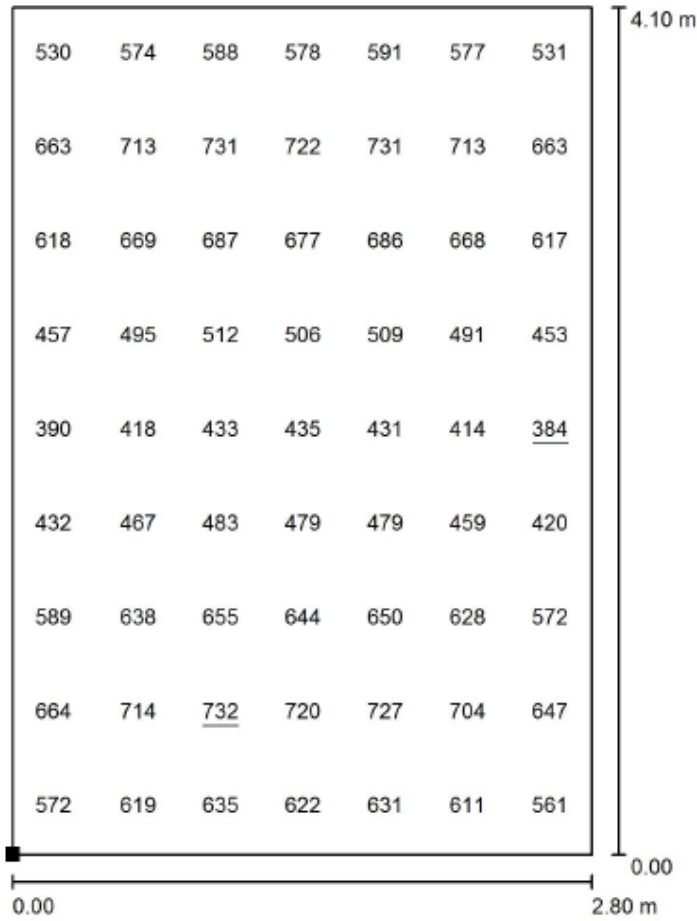 4.10 m
530 574 588 578 591 577 531
663 713 731 722 731 713 663
618 669 687 677 686 668 617
457 495 512 506 509 491 453
390 418 433 435 431 414 384
432 467 483 479 479 459 420
589 638 655 644 650 628 572
664 714 732 720 727 704 647
572 619 635 622 631 611 561
0.00
0.00 2.80 m